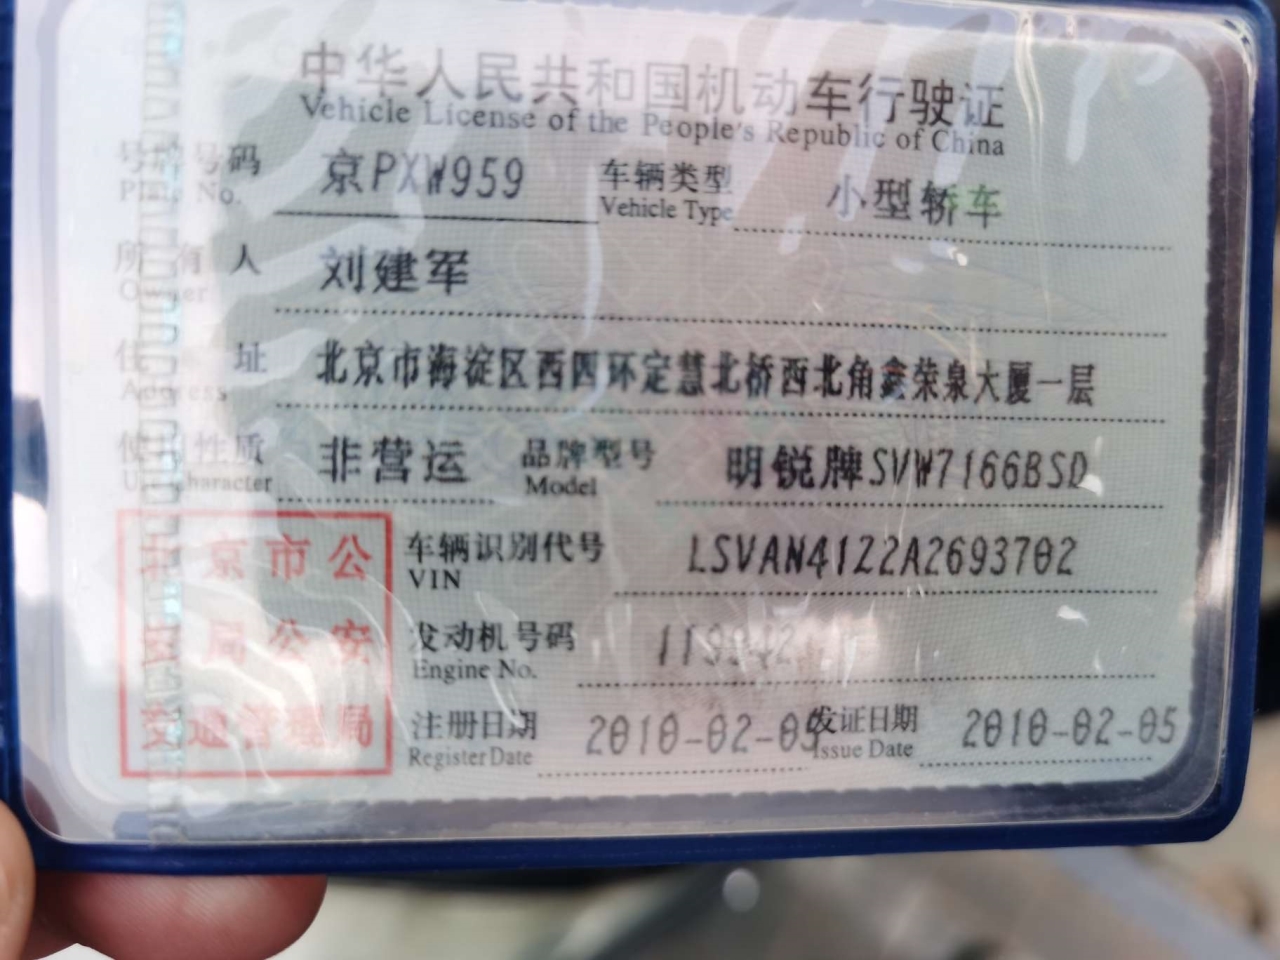 中华人民共和国机动车行驶证
Vehicle License of the People's Republic of China
号牌号码 京PXW959 车辆类型 小型轿车
Plate No. Vehicle Type
所有人 刘建军
Owner
住址 北京市海淀区西四环定慧北桥西北角鑫荣泉大厦一层
Address
使用性质 非营运 品牌型号 明锐牌SVW7166BSD
Use Character Model
北京市公 车辆识别代号 LSVAN41Z2A2693702
VIN
安局公安 发动机号码
Engine No.
交通管理局 注册日期 2010-02-05 发证日期 2010-02-05
Register Date Issue Date